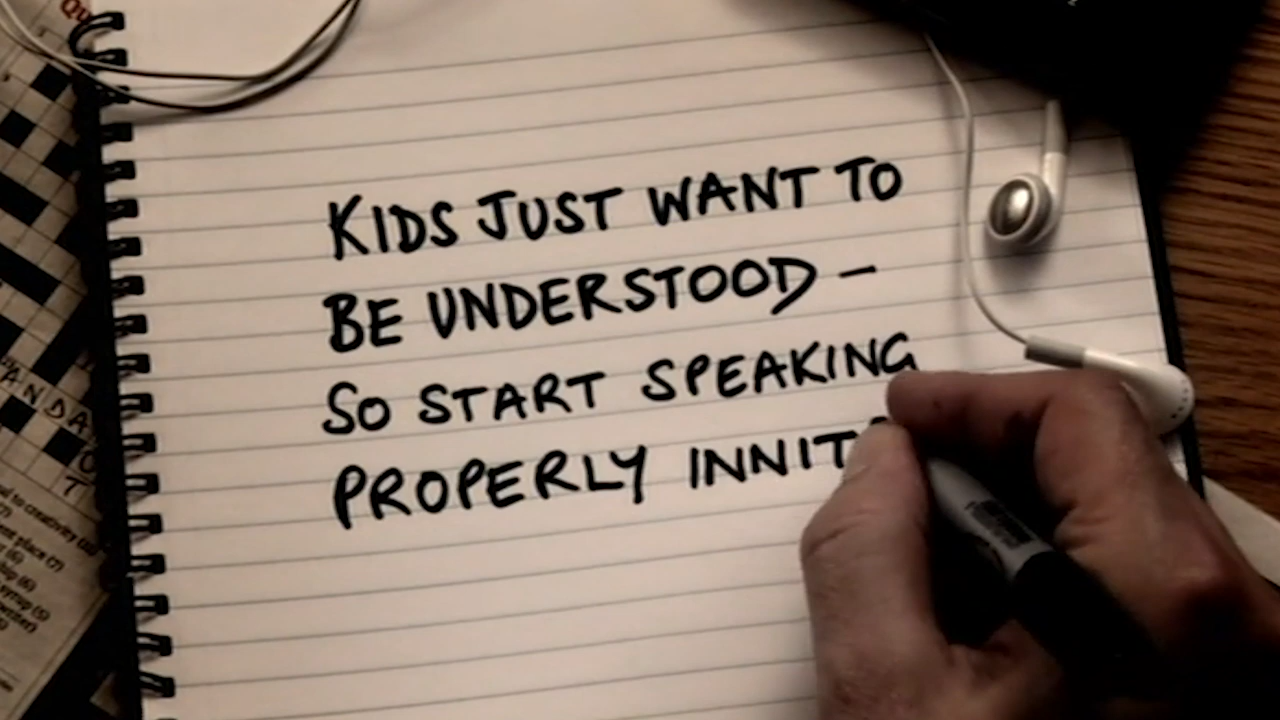 KIDS JUST WANT TO
BE UNDERSTOOD –
SO START SPEAKING
PROPERLY INNIT